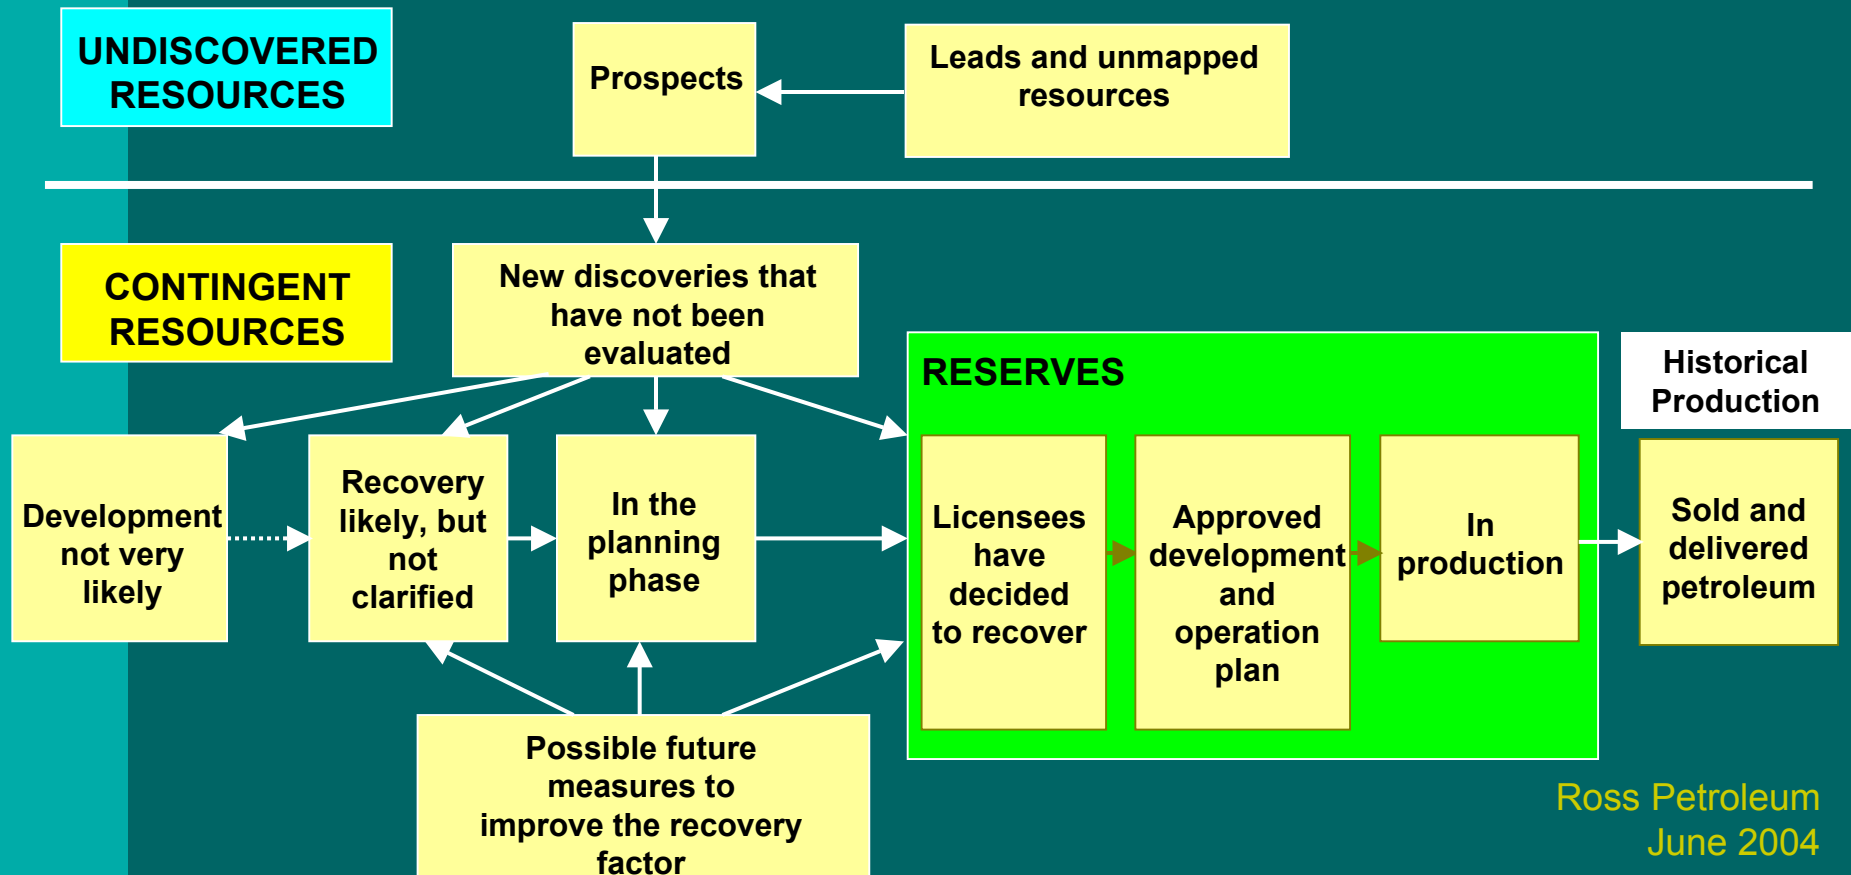 UNDISCOVERED
RESOURCES
Prospects
Leads and unmapped
resources
CONTINGENT
RESOURCES
New discoveries that
have not been
evaluated
RESERVES
Historical
Production
Development
not very
likely
Recovery
likely, but
not
clarified
In the
planning
phase
Licensees
have
decided
to recover
Approved
development
and
operation
plan
In
production
Sold and
delivered
petroleum
Possible future
measures to
improve the recovery
factor
Ross Petroleum
June 2004